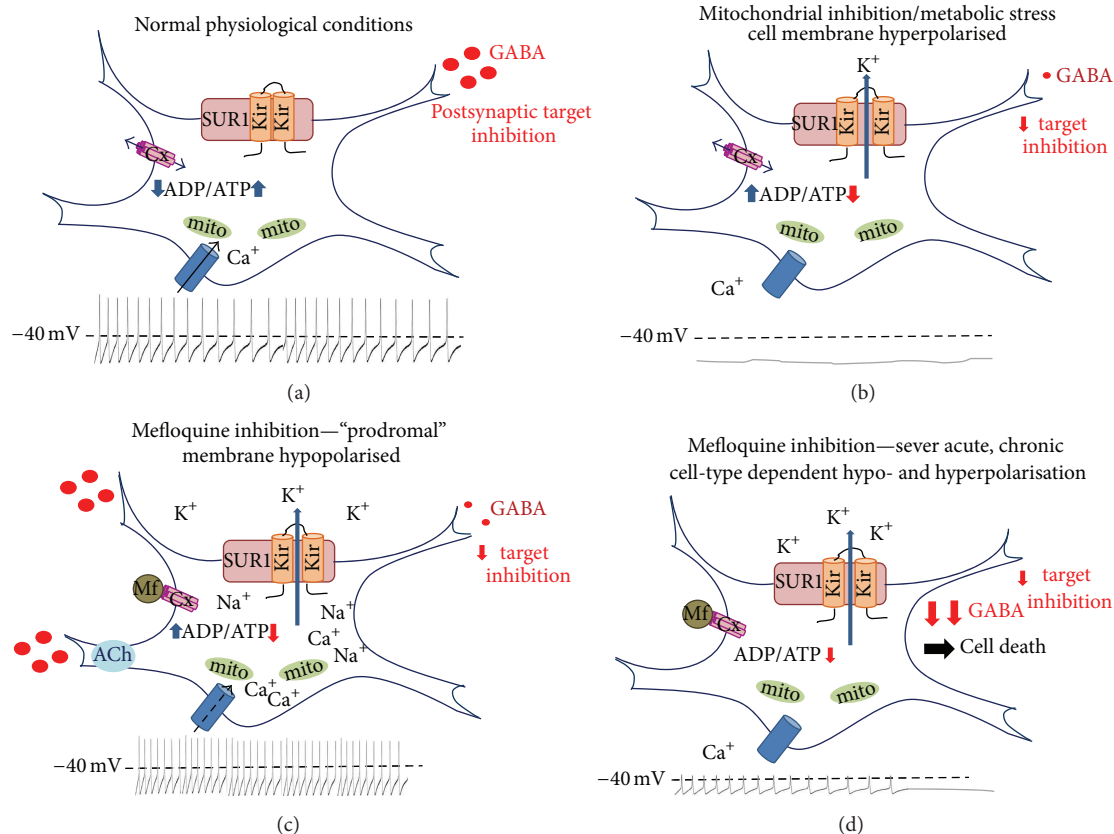 Normal physiological conditions
GABA
Postsynaptic target
inhibition
SUR1
Kir
Kir
Cx
ADP/ATP
mito
mito
Ca+
−40 mV
(a)
Mitochondrial inhibition/metabolic stress
cell membrane hyperpolarised
K+
GABA
target
inhibition
SUR1
Kir
Kir
Cx
ADP/ATP
mito
mito
Ca+
−40 mV
(b)
Mefloquine inhibition—“prodromal”
membrane hypopolarised
K+
K+
K+
GABA
target
inhibition
SUR1
Kir
Kir
Mf
Cx
Na+
Na+
ADP/ATP
Ca+
Na+
ACh
mito
mito
Ca+
Ca+
−40 mV
(c)
Mefloquine inhibition—sever acute, chronic
cell-type dependent hypo- and hyperpolarisation
K+
K+
K+
SUR1
Kir
Kir
target
inhibition
GABA
Mf
Cx
Cell death
ADP/ATP
mito
mito
Ca+
−40 mV
(d)